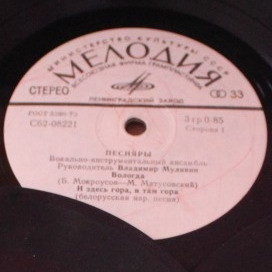 МИНИСТЕРСТВО КУЛЬТУРЫ СССР
МЕЛОДИЯ
ВСЕСОЮЗНАЯ ФИРМА ГРАМПЛАСТИНОК
СТЕРЕО
33
ЛЕНИНГРАДСКИЙ ЗАВОД
ГОСТ 5289-73
С62-08221
3 гр. 0-85
Сторона 1
ПЕСНЯРЫ
Вокально-инструментальный ансамбль
Руководитель Владимир Мулявин
Вологда
(Б. Мокроусов—М. Матусовский)
И здесь гора, и там гора
(белорусская нар. песня)